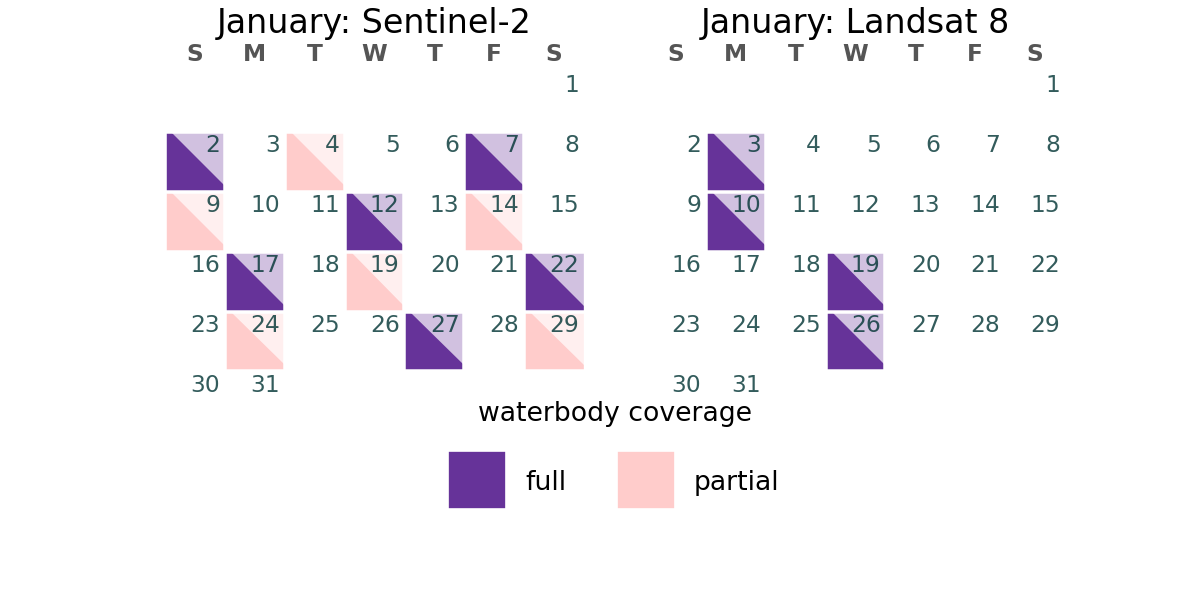 January: Sentinel-2
S M T W T F S
1
2 3 4 5 6 7 8
9 10 11 12 13 14 15
16 17 18 19 20 21 22
23 24 25 26 27 28 29
30 31
January: Landsat 8
S M T W T F S
1
2 3 4 5 6 7 8
9 10 11 12 13 14 15
16 17 18 19 20 21 22
23 24 25 26 27 28 29
30 31
waterbody coverage
full partial